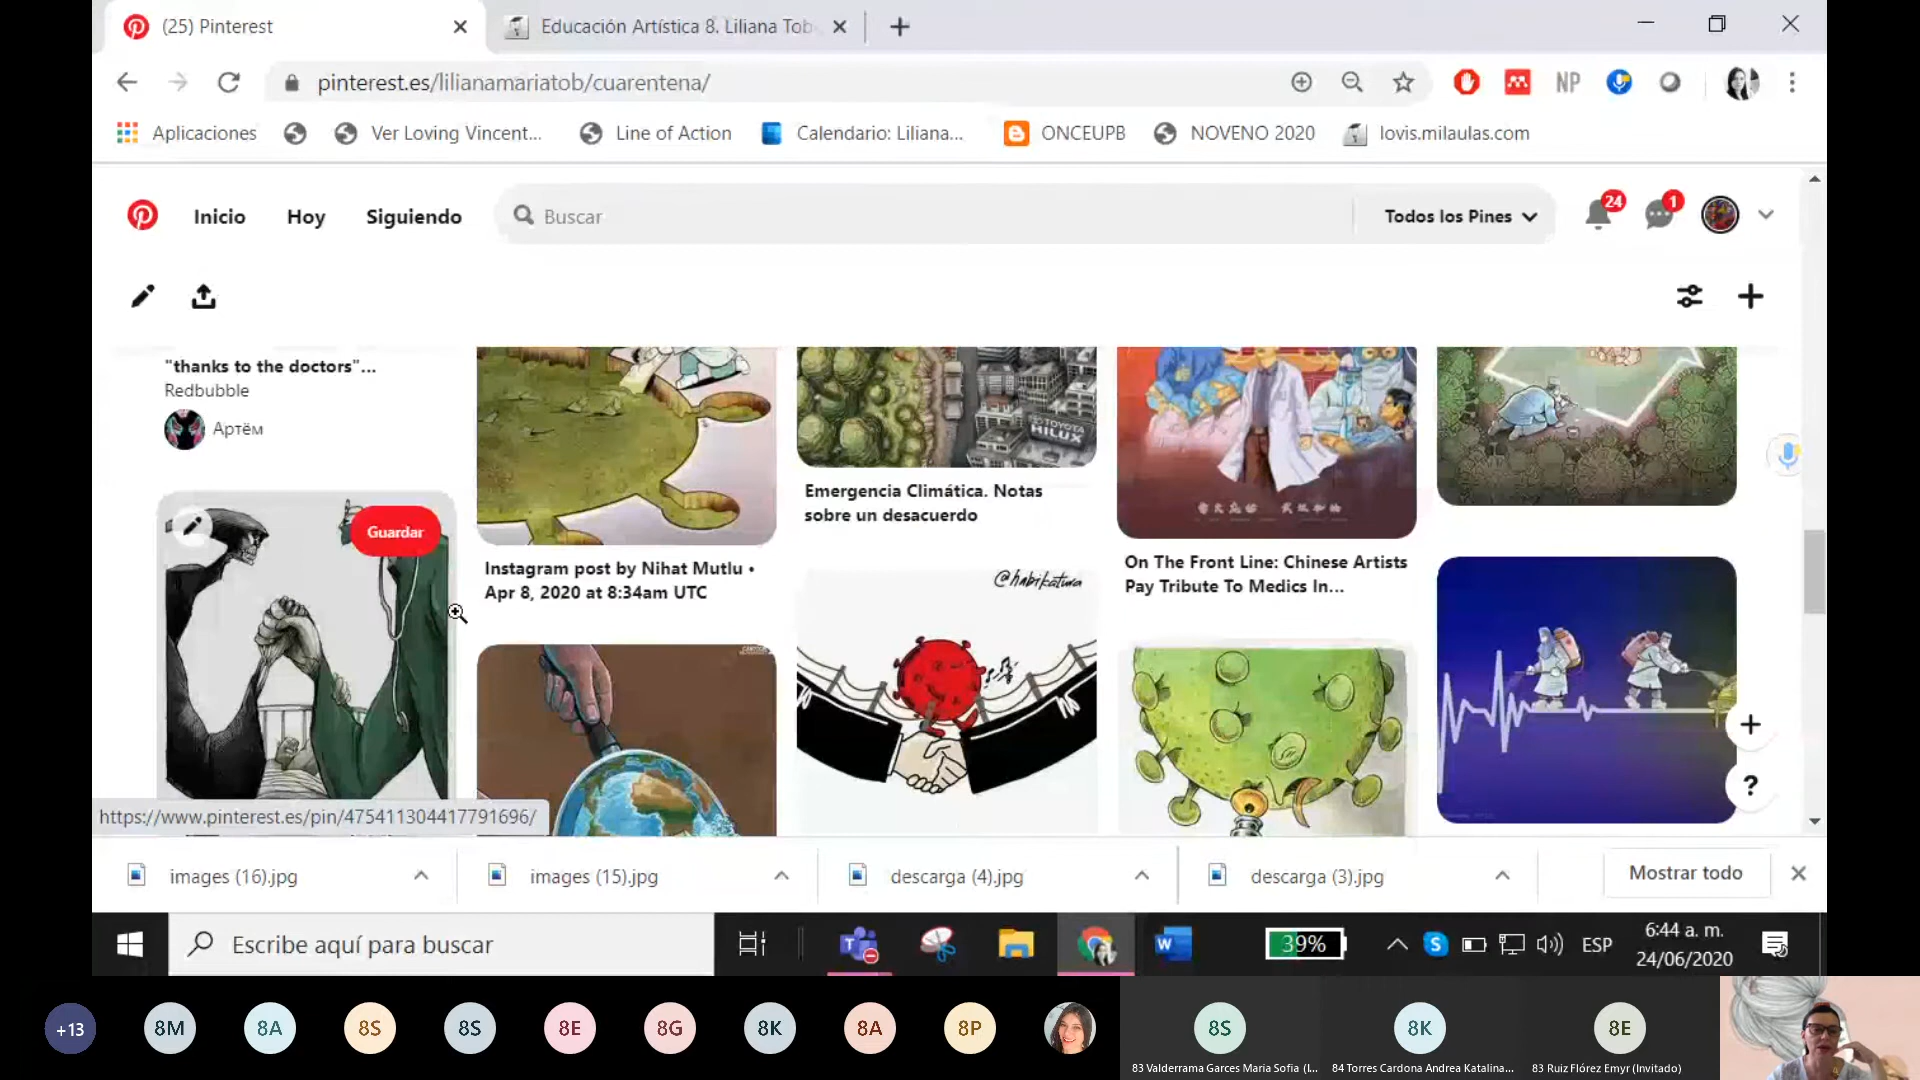 (25) Pinterest
Educación Artística 8. Liliana Tob
pinterest.es/lilianamariatob/cuarentena/
NP
Aplicaciones
Ver Loving Vincent...
Line of Action
Calendario: Liliana...
ONCEUPB
NOVENO 2020
lovis.milaulas.com
Inicio
Hoy
Siguiendo
Buscar
Todos los Pines
24
1
"thanks to the doctors"...
Redbubble
Артём
Guardar
Instagram post by Nihat Mutlu •
Apr 8, 2020 at 8:34am UTC
TOYOTA
HILUX
Emergencia Climática. Notas
sobre un desacuerdo
@habikatura
On The Front Line: Chinese Artists
Pay Tribute To Medics In...
?
https://www.pinterest.es/pin/475411304417791696/
images (16).jpg
images (15).jpg
descarga (4).jpg
descarga (3).jpg
Mostrar todo
Escribe aquí para buscar
39%
ESP
6:44 a. m.
24/06/2020
+13
8M
8A
8S
8S
8E
8G
8K
8A
8P
8S
8K
8E
83 Valderrama Garces Maria Sofia (I...
84 Torres Cardona Andrea Katalina...
83 Ruiz Flórez Emyr (Invitado)